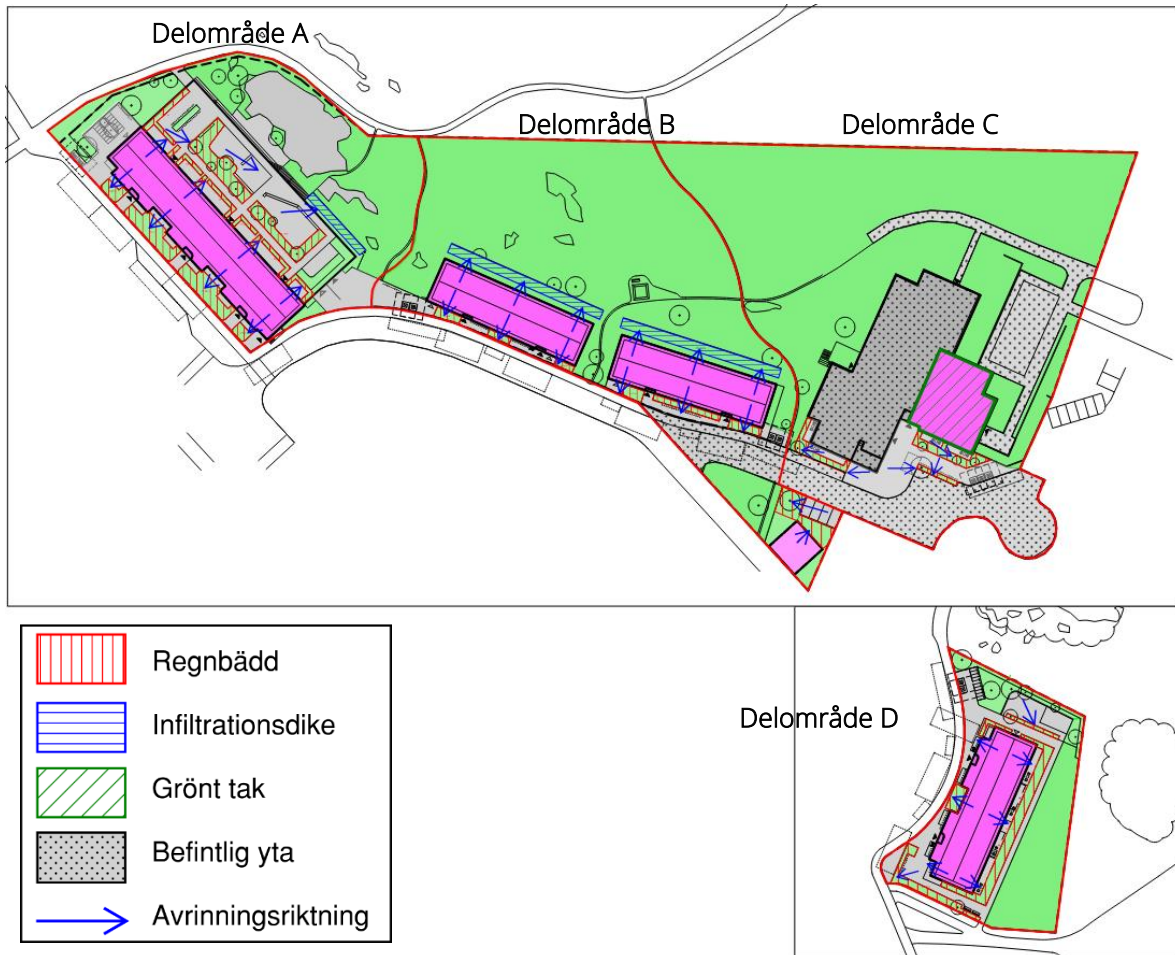 Delområde A
Delområde B
Delområde C
Regnbädd
Infiltrationsdike
Grönt tak
Befintlig yta
Avrinningsriktning
Delområde D